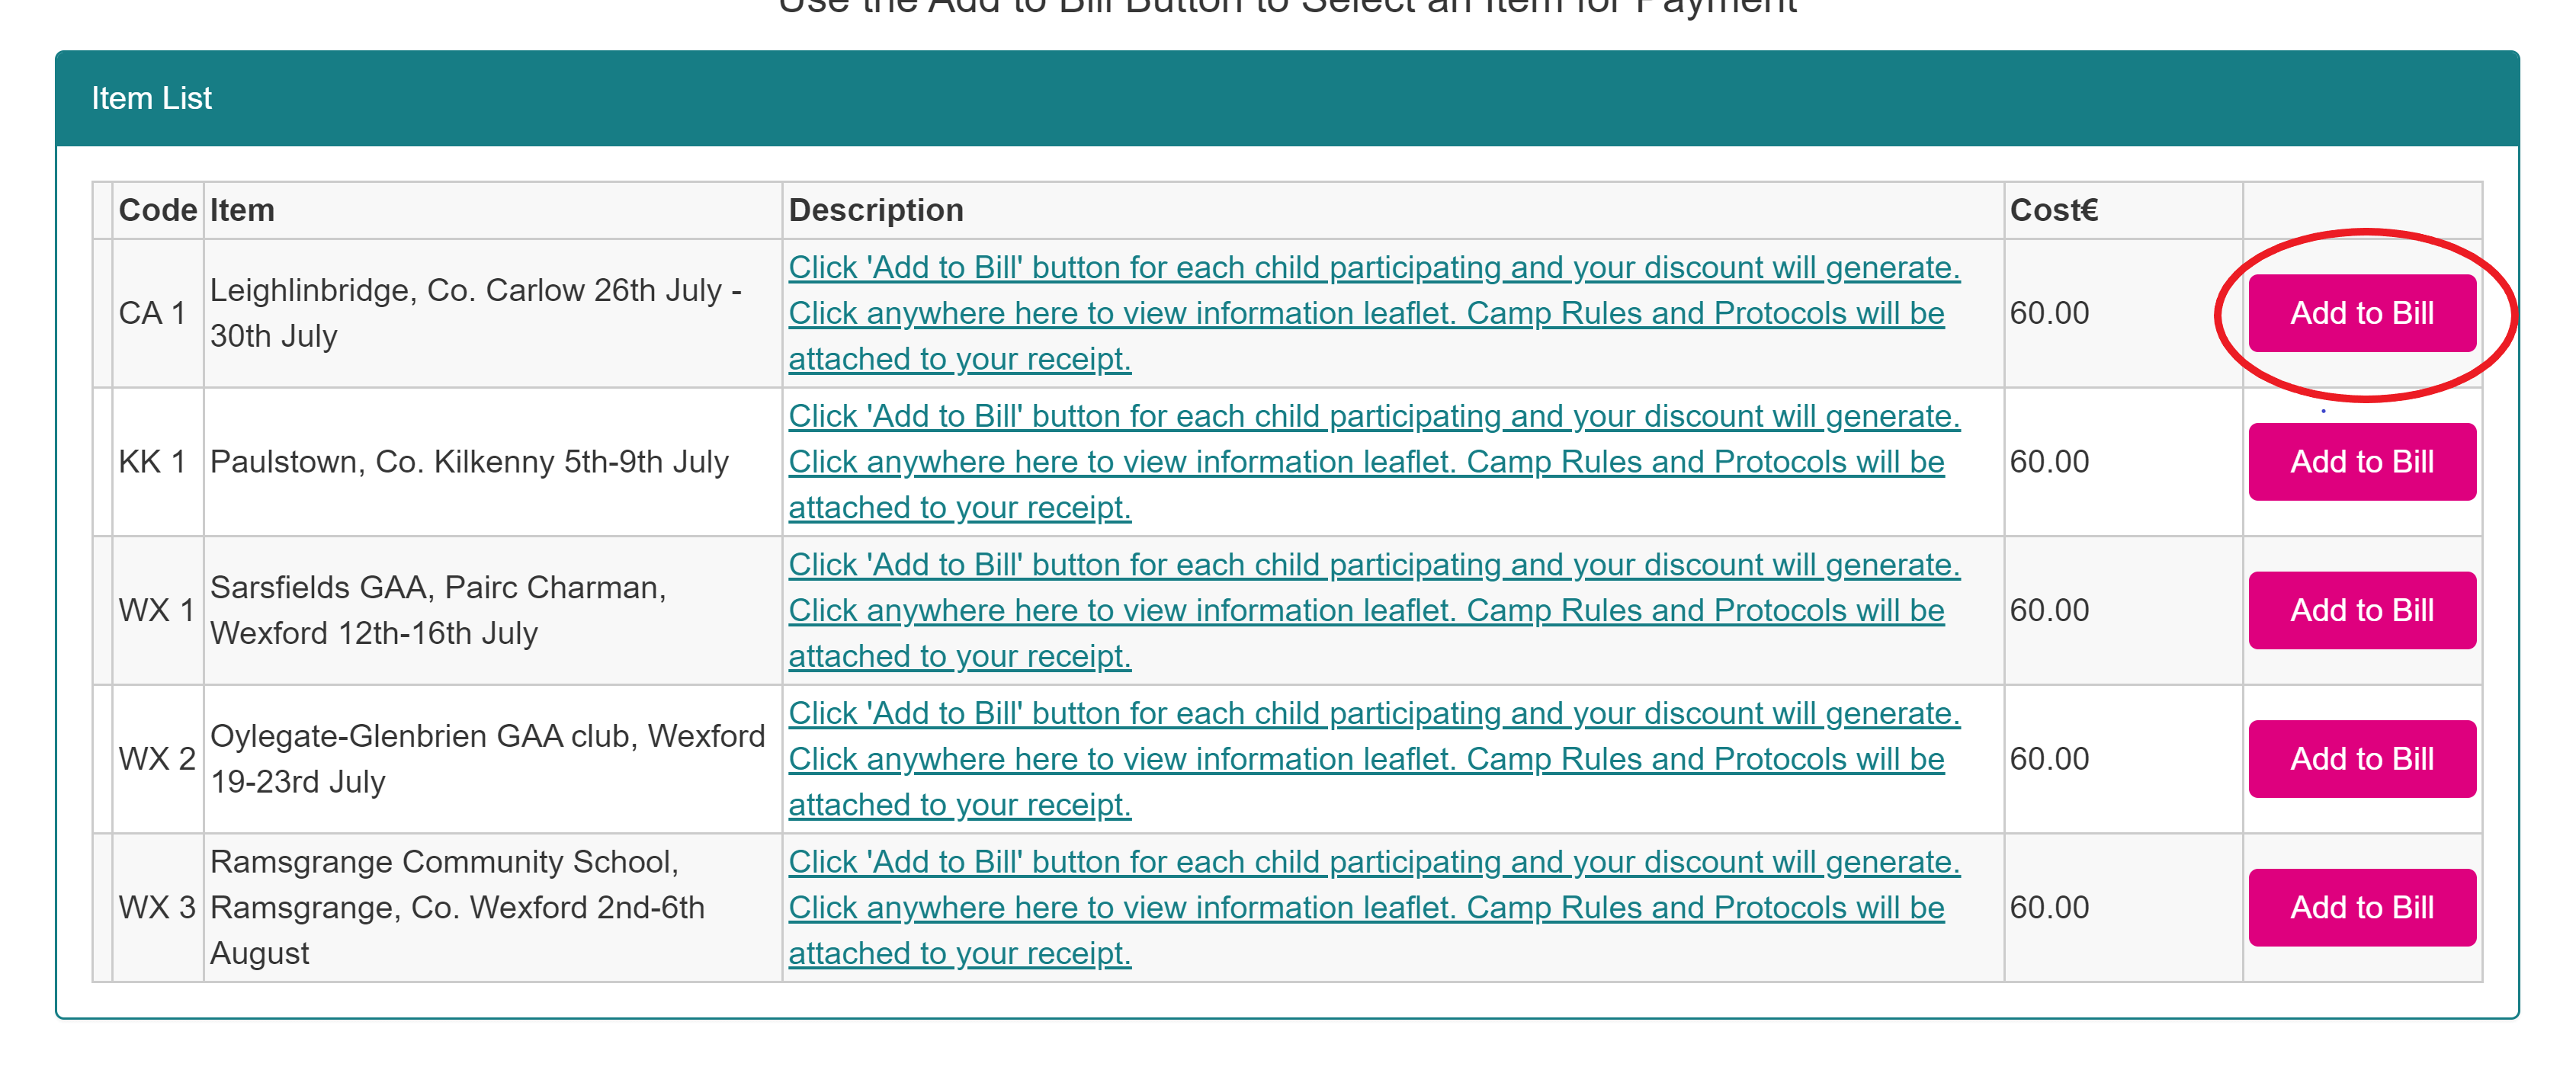 Use the Add to Bill Button to Select an Item for Payment
Item List
Code Item Description Cost€
CA 1
Leighlinbridge, Co. Carlow 26th July -
30th July
Click 'Add to Bill' button for each child participating and your discount will generate.
Click anywhere here to view information leaflet. Camp Rules and Protocols will be
attached to your receipt.
60.00
Add to Bill
KK 1
Paulstown, Co. Kilkenny 5th-9th July
Click 'Add to Bill' button for each child participating and your discount will generate.
Click anywhere here to view information leaflet. Camp Rules and Protocols will be
attached to your receipt.
60.00
Add to Bill
WX 1
Sarsfields GAA, Pairc Charman,
Wexford 12th-16th July
Click 'Add to Bill' button for each child participating and your discount will generate.
Click anywhere here to view information leaflet. Camp Rules and Protocols will be
attached to your receipt.
60.00
Add to Bill
WX 2
Oylegate-Glenbrien GAA club, Wexford
19-23rd July
Click 'Add to Bill' button for each child participating and your discount will generate.
Click anywhere here to view information leaflet. Camp Rules and Protocols will be
attached to your receipt.
60.00
Add to Bill
WX 3
Ramsgrange Community School,
Ramsgrange, Co. Wexford 2nd-6th
August
Click 'Add to Bill' button for each child participating and your discount will generate.
Click anywhere here to view information leaflet. Camp Rules and Protocols will be
attached to your receipt.
60.00
Add to Bill